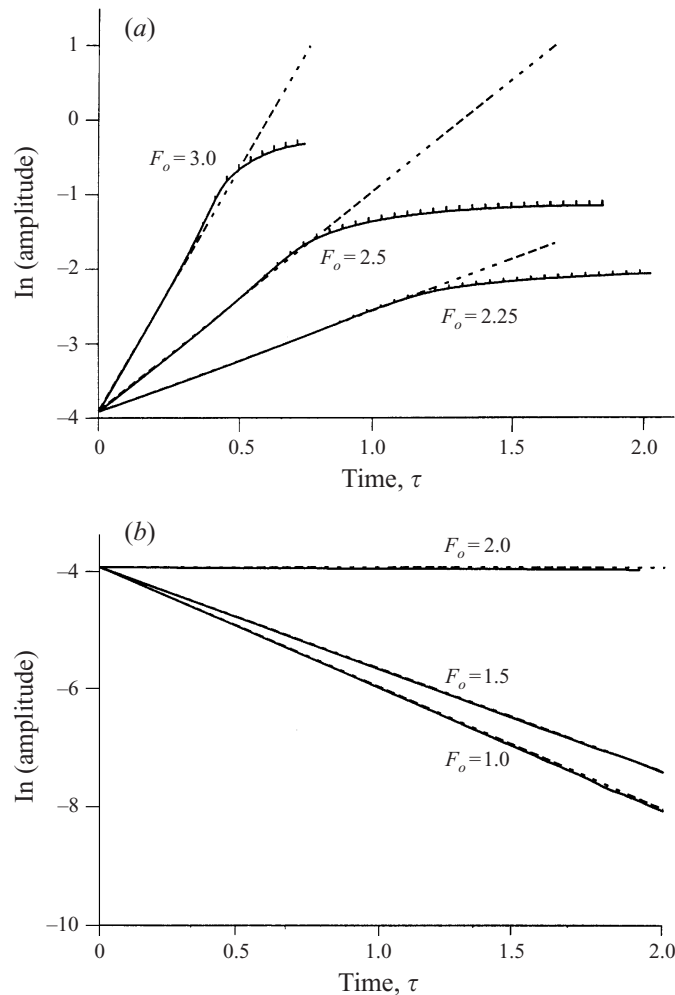 (a)
1
0
–1
–2
–3
–4
ln (amplitude)
F_o = 3.0
F_o = 2.5
F_o = 2.25
0
0.5
1.0
1.5
2.0
Time, τ
(b)
–4
–6
–8
–10
ln (amplitude)
F_o = 2.0
F_o = 1.5
F_o = 1.0
0
0.5
1.0
1.5
2.0
Time, τ